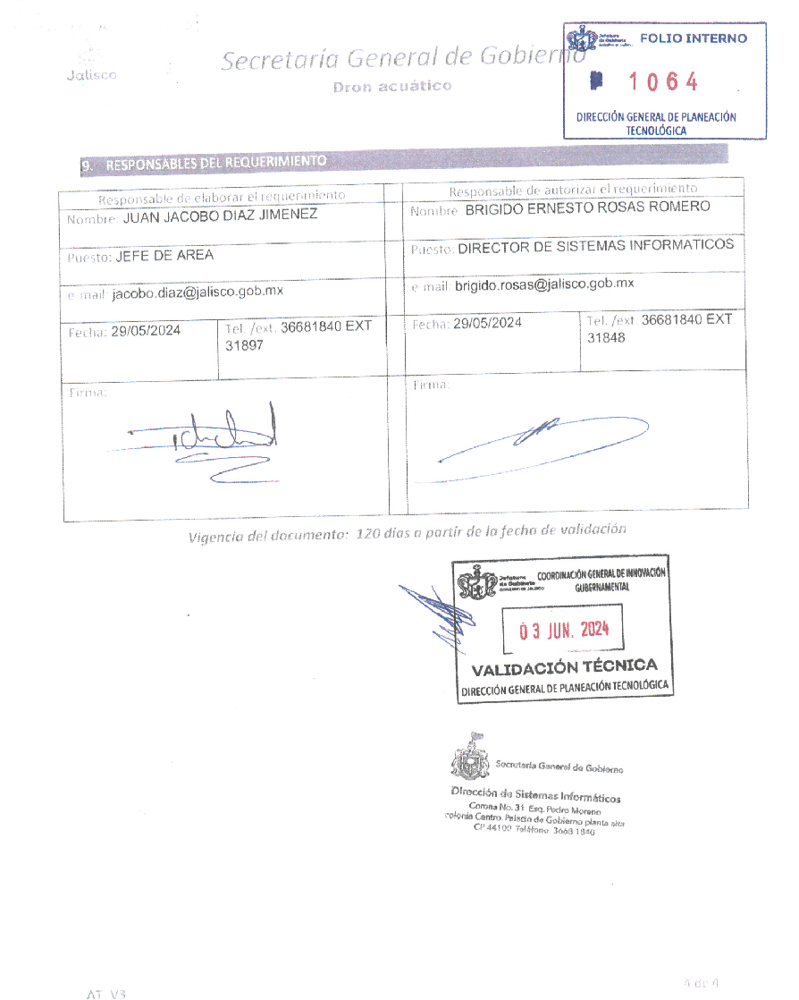 Jalisco
Secretaría General de Gobierno
Dron acuático
Jefatura
de Gabinete
FOLIO INTERNO
1064
DIRECCIÓN GENERAL DE PLANEACIÓN
TECNOLÓGICA
9. RESPONSABLES DEL REQUERIMIENTO
Responsable de elaborar el requerimiento
Responsable de autorizar el requerimiento
Nombre: JUAN JACOBO DIAZ JIMENEZ
Nombre: BRIGIDO ERNESTO ROSAS ROMERO
Puesto: JEFE DE AREA
Puesto: DIRECTOR DE SISTEMAS INFORMATICOS
e-mail: jacobo.diaz@jalisco.gob.mx
e mail: brigido.rosas@jalisco.gob.mx
Fecha: 29/05/2024
Tel. /ext. 36681840 EXT
31897
Fecha: 29/05/2024
Tel. /ext. 36681840 EXT
31848
Firma:
Firma:
Vigencia del documento: 120 dias a partir de la fecha de validación
Jefatura
de Gabinete
GOBIERNO DE JALISCO
COORDINACIÓN GENERAL DE INNOVACIÓN
GUBERNAMENTAL
03 JUN. 2024
VALIDACIÓN TÉCNICA
DIRECCIÓN GENERAL DE PLANEACIÓN TECNOLÓGICA
Secretaría General de Gobierno
Dirección de Sistemas Informáticos
Corona No. 31 Esq. Pedro Moreno
colonia Centro. Palacio de Gobierno planta alta
CP 44100 Teléfono. 3668 1840
4 de 4
AT_V3